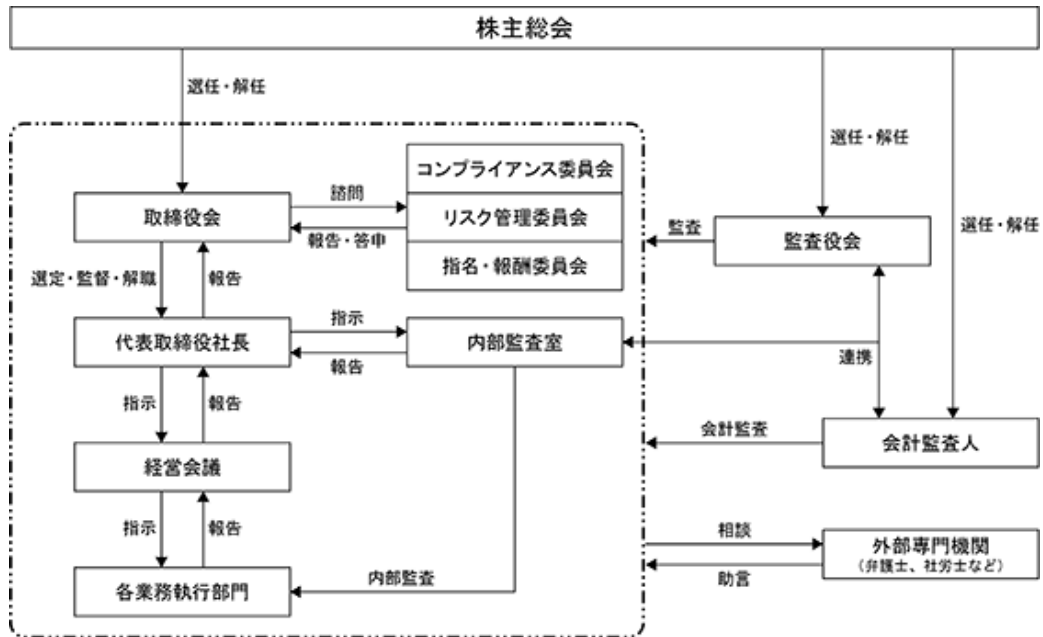 株主総会
選任・解任
選任・解任
選任・解任
コンプライアンス委員会
リスク管理委員会
指名・報酬委員会
諮問
報告・答申
取締役会
監査
監査役会
選定・監督・解職
報告
代表取締役社長
指示
報告
内部監査室
連携
指示
報告
経営会議
会計監査
会計監査人
指示
報告
各業務執行部門
内部監査
相談
助言
外部専門機関
（弁護士、社労士など）